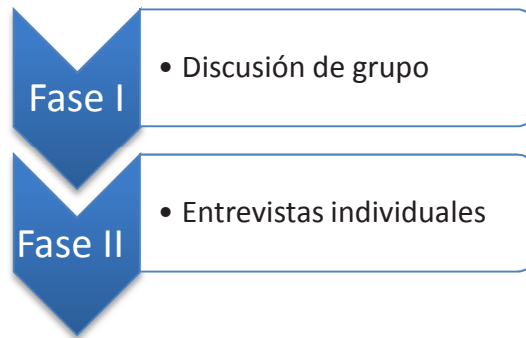 Fase I
• Discusión de grupo
Fase II
• Entrevistas individuales